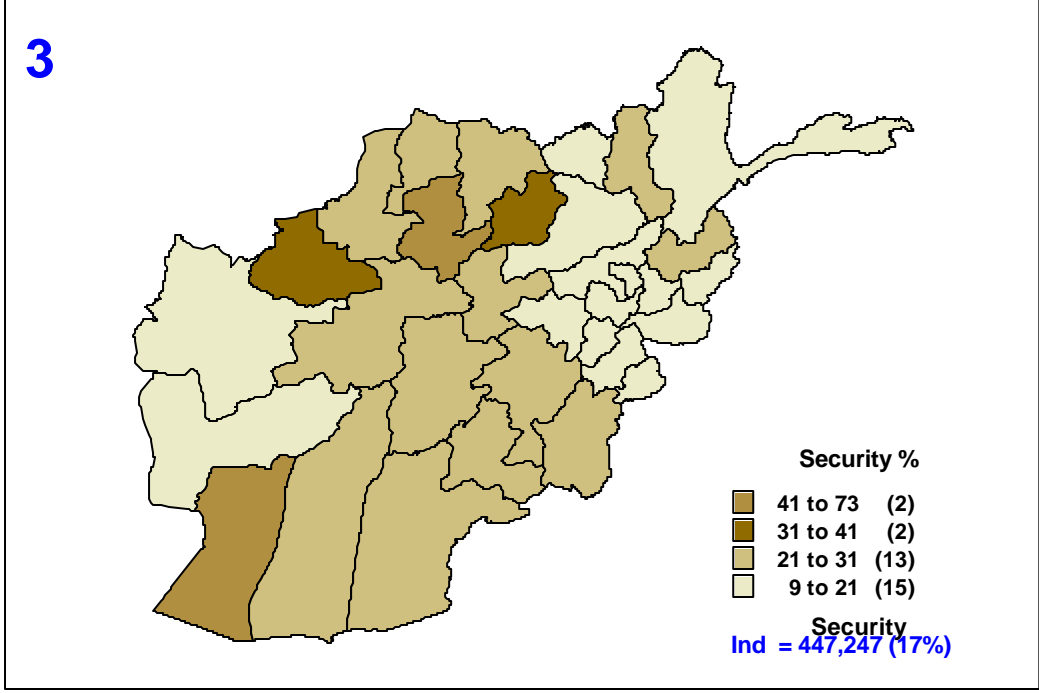 3
Security %
41 to 73 (2)
31 to 41 (2)
21 to 31 (13)
9 to 21 (15)
Security
Ind = 447,247 (17%)